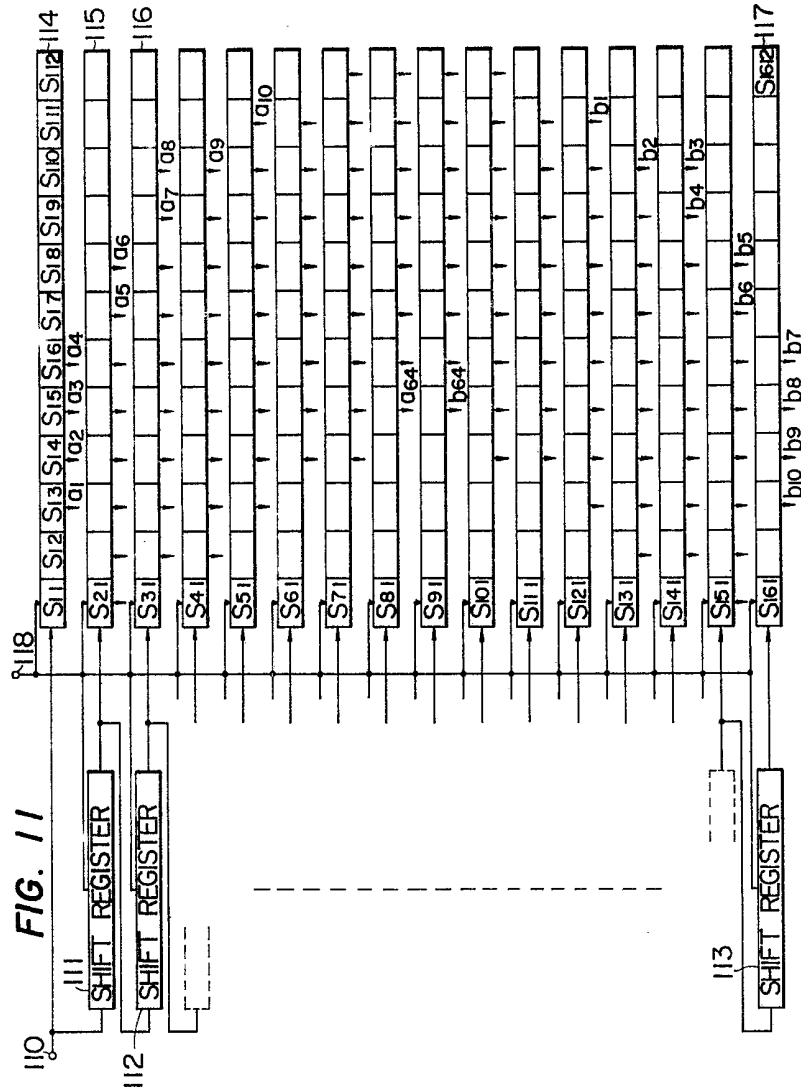 FIG. 11
110
111
SHIFT REGISTER
112
SHIFT REGISTER
113
SHIFT REGISTER
118
S11 S12 S13 S14 S15 S16 S17 S18 S19 S110 S111 S112
114
a1 a2 a3 a4
S21
115
a5 a6
S31
116
a7 a8
S41
a9
S51
a10
S61
S71
S81
a64
S91
b64
S101
S111
S121
b1
S131
b2
S141
b4 b3
S151
b6 b5
S161 S1612
117
b10 b9 b8 b7